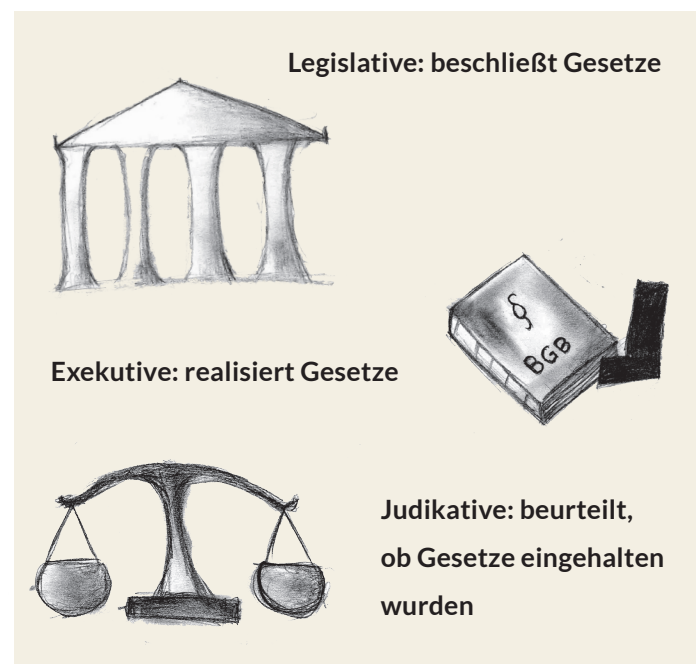 Legislative: beschließt Gesetze
§
BGB
Exekutive: realisiert Gesetze
Judikative: beurteilt,
ob Gesetze eingehalten
wurden